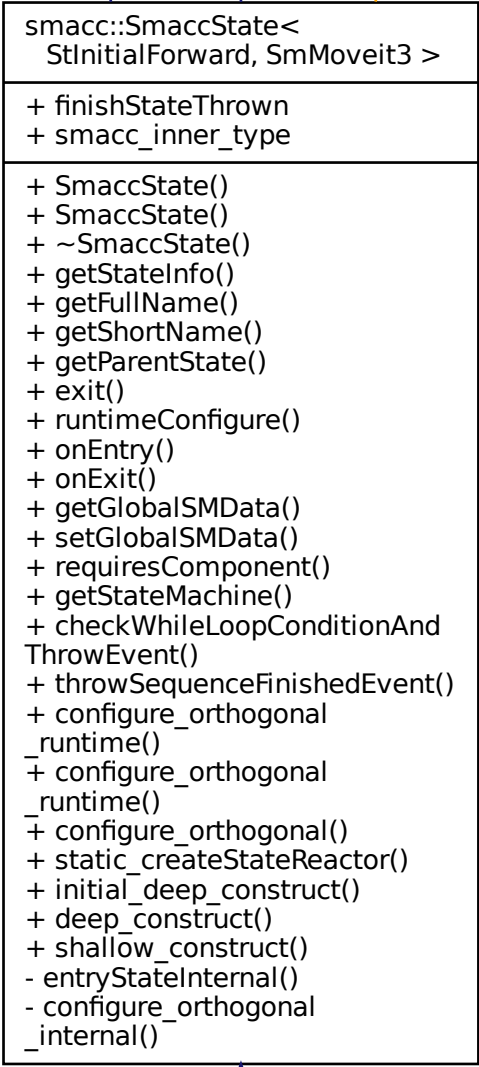 smacc::SmaccState<
StInitialForward, SmMoveit3 >
+ finishStateThrown
+ smacc_inner_type
+ SmaccState()
+ SmaccState()
+ ~SmaccState()
+ getStateInfo()
+ getFullName()
+ getShortName()
+ getParentState()
+ exit()
+ runtimeConfigure()
+ onEntry()
+ onExit()
+ getGlobalSMData()
+ setGlobalSMData()
+ requiresComponent()
+ getStateMachine()
+ checkWhileLoopConditionAnd
ThrowEvent()
+ throwSequenceFinishedEvent()
+ configure_orthogonal
_runtime()
+ configure_orthogonal
_runtime()
+ configure_orthogonal()
+ static_createStateReactor()
+ initial_deep_construct()
+ deep_construct()
+ shallow_construct()
- entryStateInternal()
- configure_orthogonal
_internal()